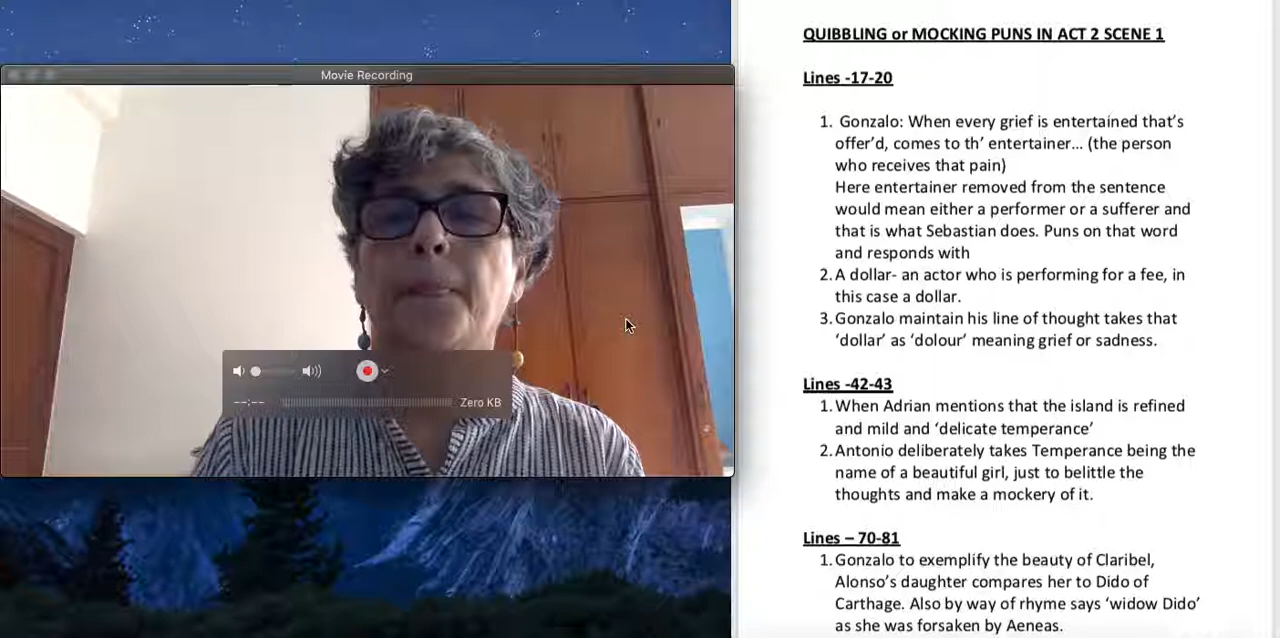 Movie Recording
--:--
Zero KB
QUIBBLING or MOCKING PUNS IN ACT 2 SCENE 1
Lines -17-20
1. Gonzalo: When every grief is entertained that’s
offer’d, comes to th’ entertainer... (the person
who receives that pain)
Here entertainer removed from the sentence
would mean either a performer or a sufferer and
that is what Sebastian does. Puns on that word
and responds with
2. A dollar- an actor who is performing for a fee, in
this case a dollar.
3. Gonzalo maintain his line of thought takes that
‘dollar’ as ‘dolour’ meaning grief or sadness.
Lines -42-43
1. When Adrian mentions that the island is refined
and mild and ‘delicate temperance’
2. Antonio deliberately takes Temperance being the
name of a beautiful girl, just to belittle the
thoughts and make a mockery of it.
Lines – 70-81
1. Gonzalo to exemplify the beauty of Claribel,
Alonso’s daughter compares her to Dido of
Carthage. Also by way of rhyme says ‘widow Dido’
as she was forsaken by Aeneas.